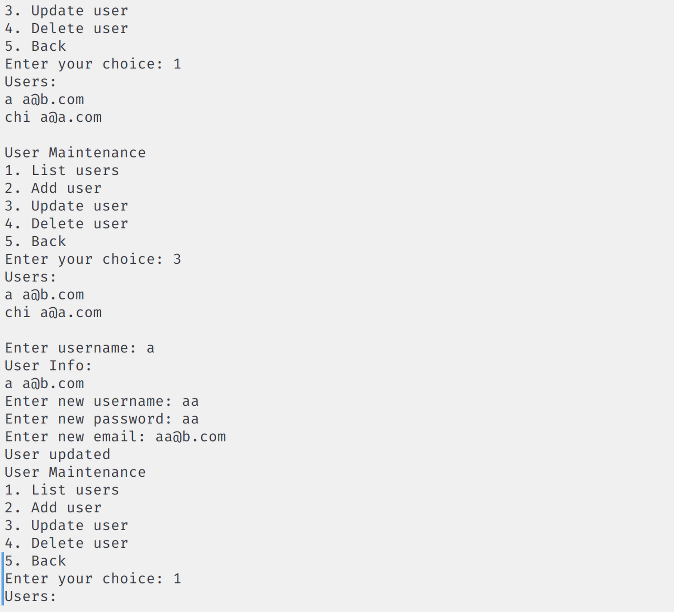 3. Update user
4. Delete user
5. Back
Enter your choice: 1
Users:
a a@b.com
chi a@a.com
User Maintenance
1. List users
2. Add user
3. Update user
4. Delete user
5. Back
Enter your choice: 3
Users:
a a@b.com
chi a@a.com
Enter username: a
User Info:
a a@b.com
Enter new username: aa
Enter new password: aa
Enter new email: aa@b.com
User updated
User Maintenance
1. List users
2. Add user
3. Update user
4. Delete user
5. Back
Enter your choice: 1
Users: